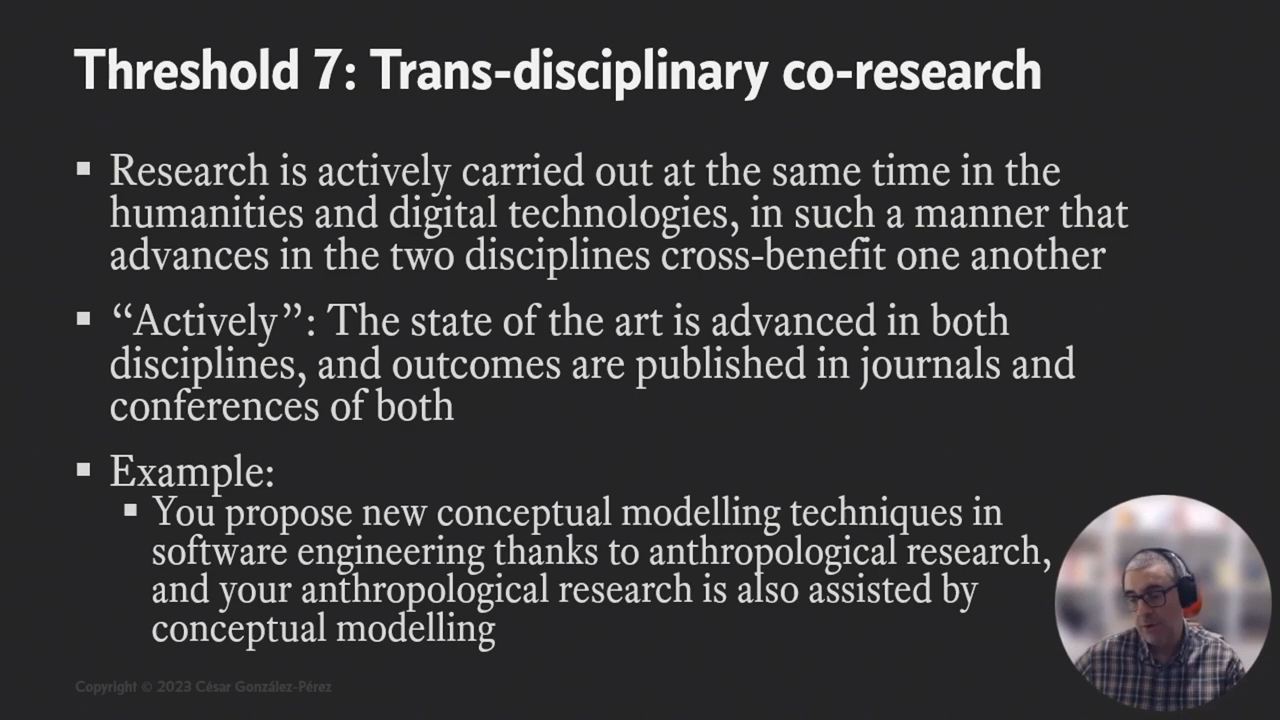 Threshold 7: Trans-disciplinary co-research
▪ Research is actively carried out at the same time in the
humanities and digital technologies, in such a manner that
advances in the two disciplines cross-benefit one another
▪ “Actively”: The state of the art is advanced in both
disciplines, and outcomes are published in journals and
conferences of both
▪ Example:
▪ You propose new conceptual modelling techniques in
software engineering thanks to anthropological research,
and your anthropological research is also assisted by
conceptual modelling
Copyright © 2023 César González-Pérez